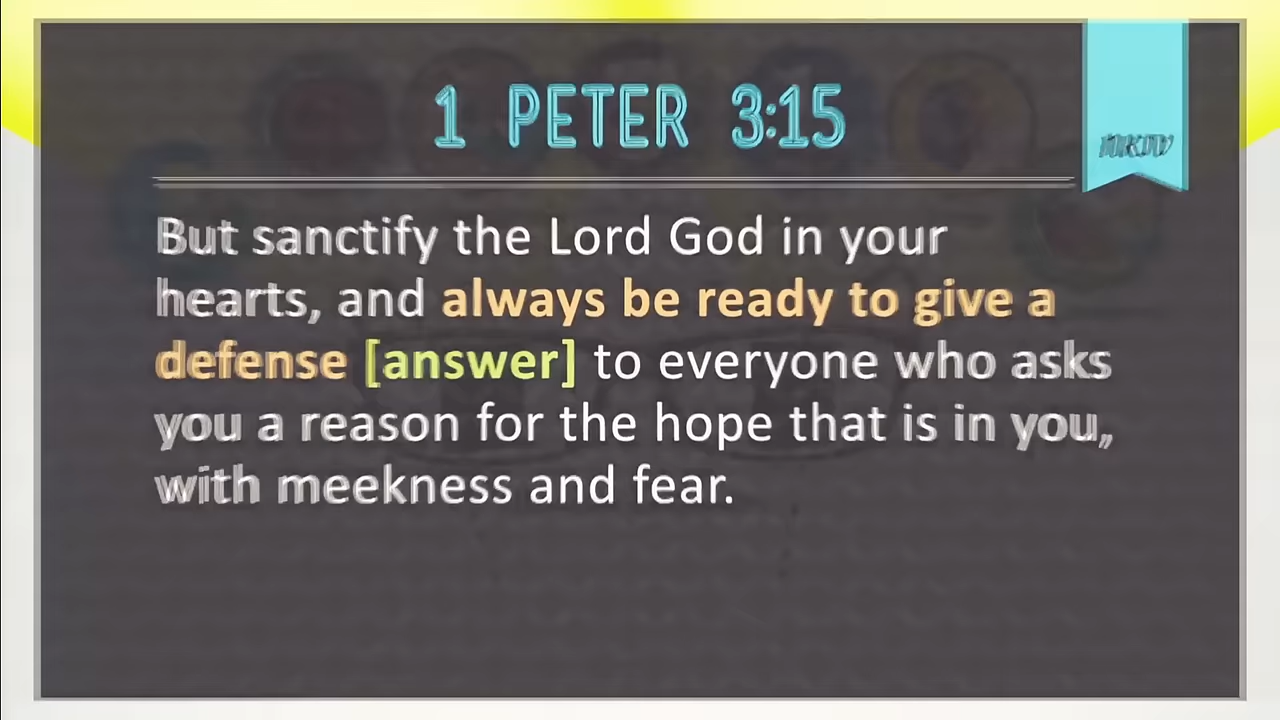 1 PETER 3:15
NKJV
But sanctify the Lord God in your
hearts, and always be ready to give a
defense [answer] to everyone who asks
you a reason for the hope that is in you,
with meekness and fear.